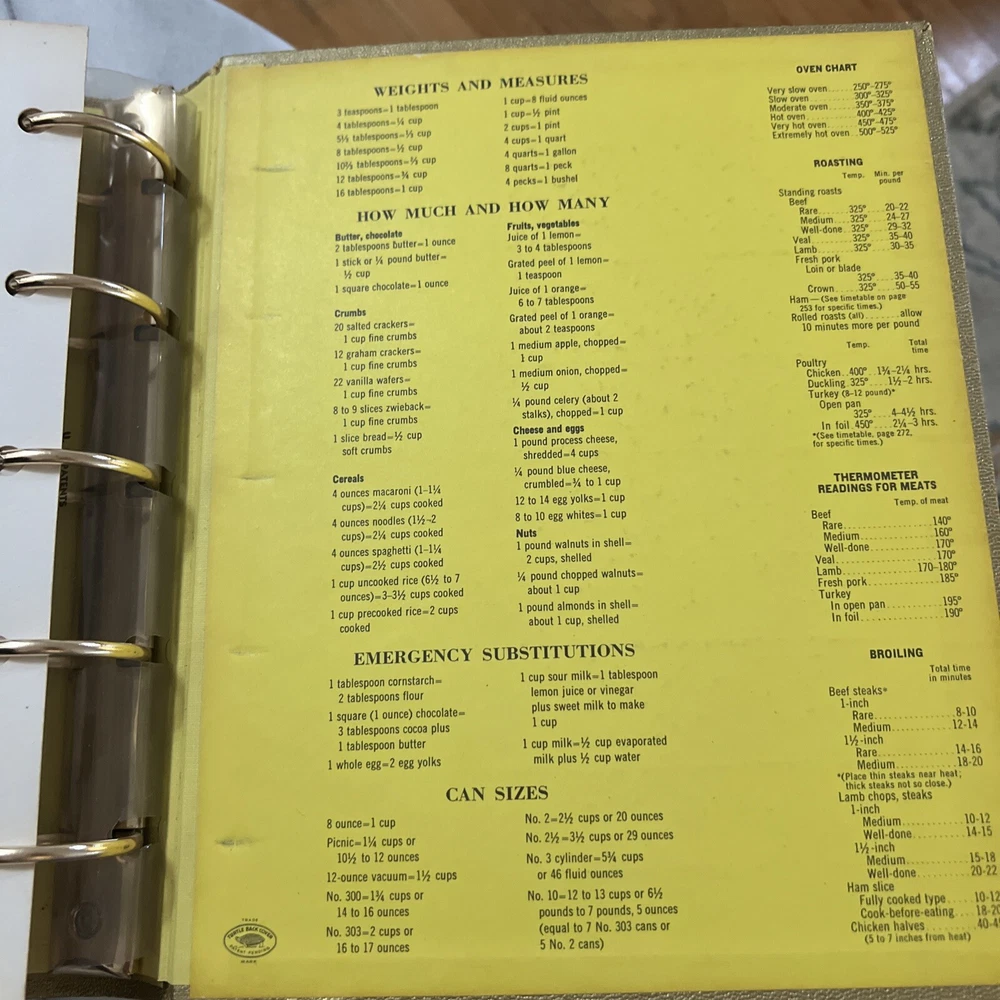 WEIGHTS AND MEASURES
3 teaspoons=1 tablespoon
4 tablespoons=¼ cup
5⅓ tablespoons=⅓ cup
8 tablespoons=½ cup
10⅔ tablespoons=⅔ cup
12 tablespoons=¾ cup
16 tablespoons=1 cup
1 cup=8 fluid ounces
1 cup=½ pint
2 cups=1 pint
4 cups=1 quart
4 quarts=1 gallon
8 quarts=1 peck
4 pecks=1 bushel
HOW MUCH AND HOW MANY
Butter, chocolate
2 tablespoons butter=1 ounce
1 stick or ¼ pound butter=
½ cup
1 square chocolate=1 ounce
Crumbs
20 salted crackers=
1 cup fine crumbs
12 graham crackers=
1 cup fine crumbs
22 vanilla wafers=
1 cup fine crumbs
8 to 9 slices zwieback=
1 cup fine crumbs
1 slice bread=½ cup
soft crumbs
Cereals
4 ounces macaroni (1-1¼
cups)=2¼ cups cooked
4 ounces noodles (1½-2
cups)=2¼ cups cooked
4 ounces spaghetti (1-1¼
cups)=2½ cups cooked
1 cup uncooked rice (6½ to 7
ounces)=3-3½ cups cooked
1 cup precooked rice=2 cups
cooked
Fruits, vegetables
Juice of 1 lemon=
3 to 4 tablespoons
Grated peel of 1 lemon=
1 teaspoon
Juice of 1 orange=
6 to 7 tablespoons
Grated peel of 1 orange=
about 2 teaspoons
1 medium apple, chopped=
1 cup
1 medium onion, chopped=
½ cup
¼ pound celery (about 2
stalks), chopped=1 cup
Cheese and eggs
1 pound process cheese,
shredded=4 cups
¼ pound blue cheese,
crumbled=¾ to 1 cup
12 to 14 egg yolks=1 cup
8 to 10 egg whites=1 cup
Nuts
1 pound walnuts in shell=
2 cups, shelled
¼ pound chopped walnuts=
about 1 cup
1 pound almonds in shell=
about 1 cup, shelled
EMERGENCY SUBSTITUTIONS
1 tablespoon cornstarch=
2 tablespoons flour
1 square (1 ounce) chocolate=
3 tablespoons cocoa plus
1 tablespoon butter
1 whole egg=2 egg yolks
1 cup sour milk=1 tablespoon
lemon juice or vinegar
plus sweet milk to make
1 cup
1 cup milk=½ cup evaporated
milk plus ½ cup water
CAN SIZES
8 ounce=1 cup
Picnic=1¼ cups or
10½ to 12 ounces
12-ounce vacuum=1½ cups
No. 300=1¾ cups or
14 to 16 ounces
No. 303=2 cups or
16 to 17 ounces
No. 2=2½ cups or 20 ounces
No. 2½=3½ cups or 29 ounces
No. 3 cylinder=5¾ cups
or 46 fluid ounces
No. 10=12 to 13 cups or 6½
pounds to 7 pounds, 5 ounces
(equal to 7 No. 303 cans or
5 No. 2 cans)
OVEN CHART
Very slow oven.......250°-275°
Slow oven............300°-325°
Moderate oven........350°-375°
Hot oven.............400°-425°
Very hot oven........450°-475°
Extremely hot oven ..500°-525°
ROASTING
Temp. Min. per
pound
Standing roasts
Beef
Rare.......325°....20-22
Medium....325°....24-27
Well-done..325°....29-32
Veal..........325°....35-40
Lamb.........325°....30-35
Fresh pork
Loin or blade
325°....35-40
Crown......325°....50-55
Ham—(See timetable on page
253 for specific times.)
Rolled roasts (all)........allow
10 minutes more per pound
Temp. Total
time
Poultry
Chicken..400°..1¾-2¼ hrs.
Duckling.325°....1½-2 hrs.
Turkey (8-12 pound)*
Open pan
325°....4-4½ hrs.
In foil.450°....2¼-3 hrs.
*(See timetable, page 272,
for specific times.)
THERMOMETER
READINGS FOR MEATS
Temp. of meat
Beef
Rare....................140°
Medium.................160°
Well-done...............170°
Veal.....................170°
Lamb................170-180°
Fresh pork...............185°
Turkey
In open pan.............195°
In foil..................190°
BROILING
Total time
in minutes
Beef steaks*
1-inch
Rare...................8-10
Medium...............12-14
1½-inch
Rare..................14-16
Medium...............18-20
*(Place thin steaks near heat;
thick steaks not so close.)
Lamb chops, steaks
1-inch
Medium...............10-12
Well-done.............14-15
1½-inch
Medium...............15-18
Well-done.............20-22
Ham slice
Fully cooked type .....10-12
Cook-before-eating....18-20
Chicken halves...........40-4
(5 to 7 inches from heat)
TRADE
TURTLE BACK COVER
PATENT PENDING
MARK
PATENTS